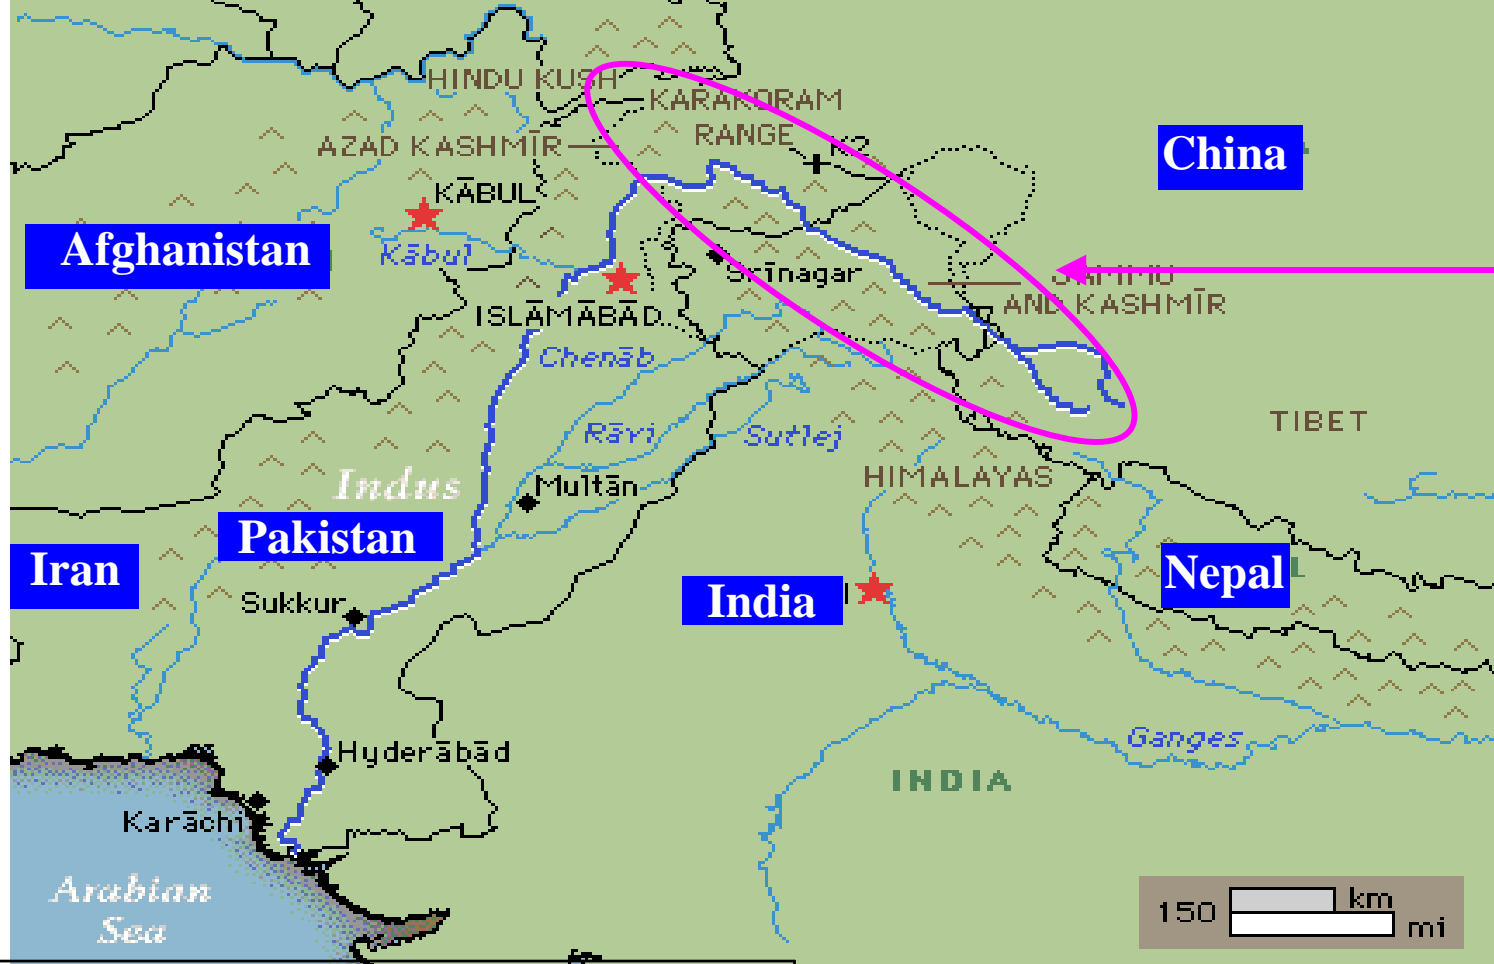 HINDU KUSH
KARAKORAM
RANGE
K2
AZAD KASHMĪR
China
KĀBUL
Afghanistan
Kābul
Srīnagar
JAMMU
AND KASHMĪR
ISLĀMĀBĀD
Chenāb
Rāvi
Sutlej
TIBET
Indus
Multān
HIMALAYAS
Pakistan
Iran
Nepal
L
India
Sukkur
Hyderābād
Ganges
INDIA
Karāchi
Arabian
Sea
150 km
mi